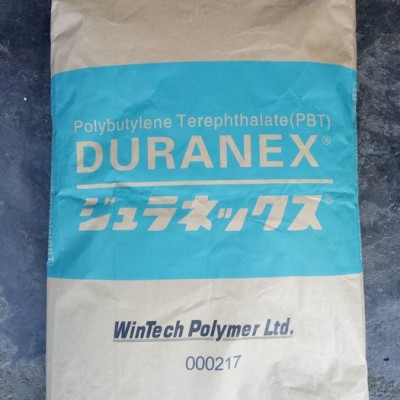 Polybutylene Terephthalate(PBT)
DURANEX®
ジュラネックス®
WinTech Polymer Ltd.
000217